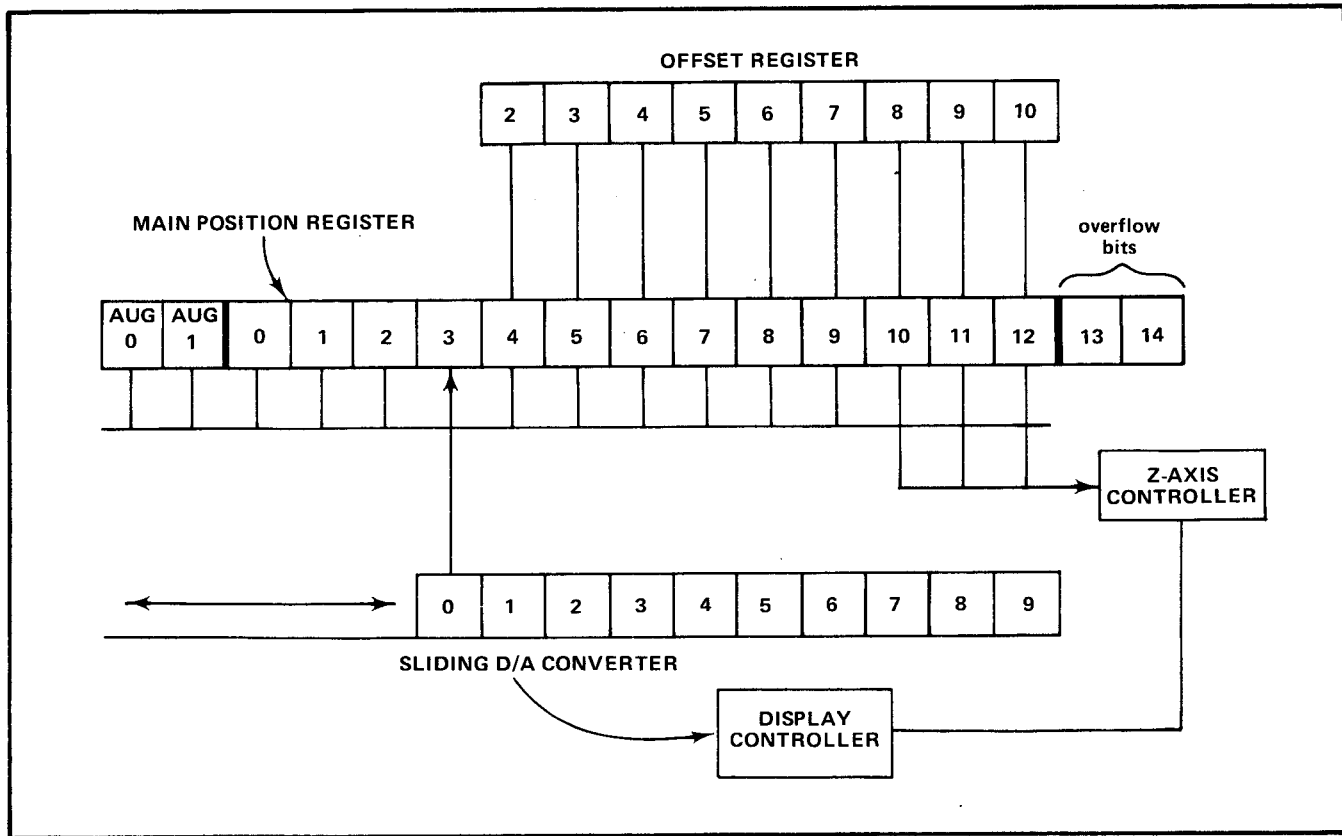 OFFSET REGISTER
2 3 4 5 6 7 8 9 10
MAIN POSITION REGISTER
overflow
bits
AUG 0 AUG 1 0 1 2 3 4 5 6 7 8 9 10 11 12 13 14
Z-AXIS
CONTROLLER
0 1 2 3 4 5 6 7 8 9
SLIDING D/A CONVERTER
DISPLAY
CONTROLLER